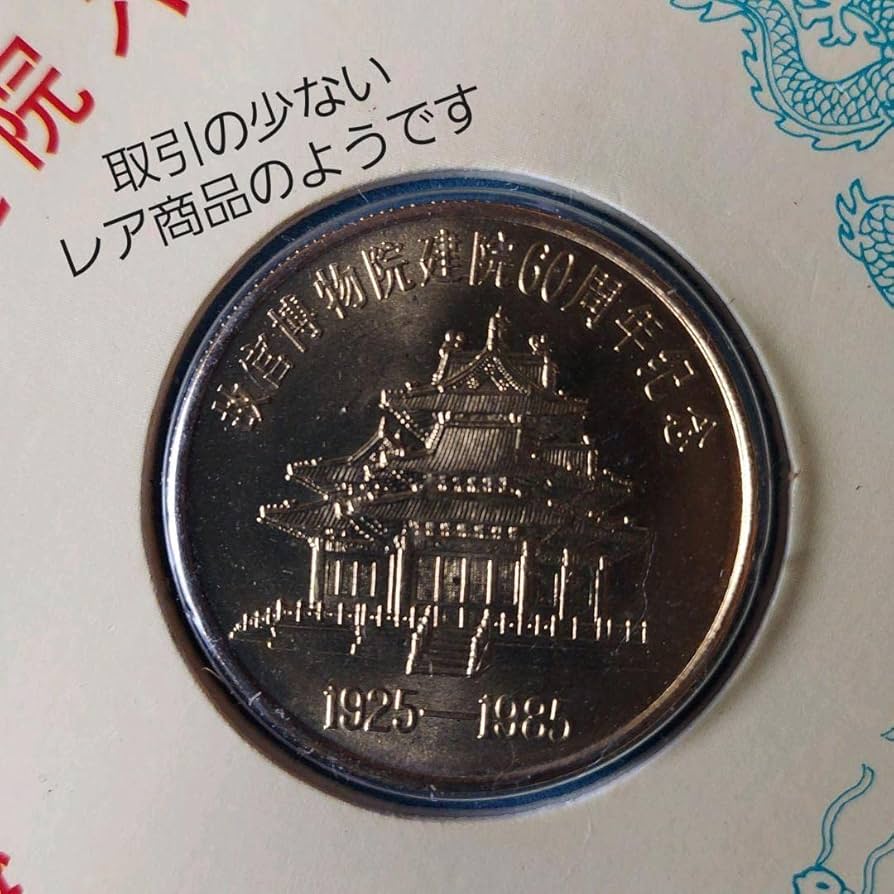 院
取引の少ない
レア商品のようです
故宫博物院建院60周年纪念
1925—1985